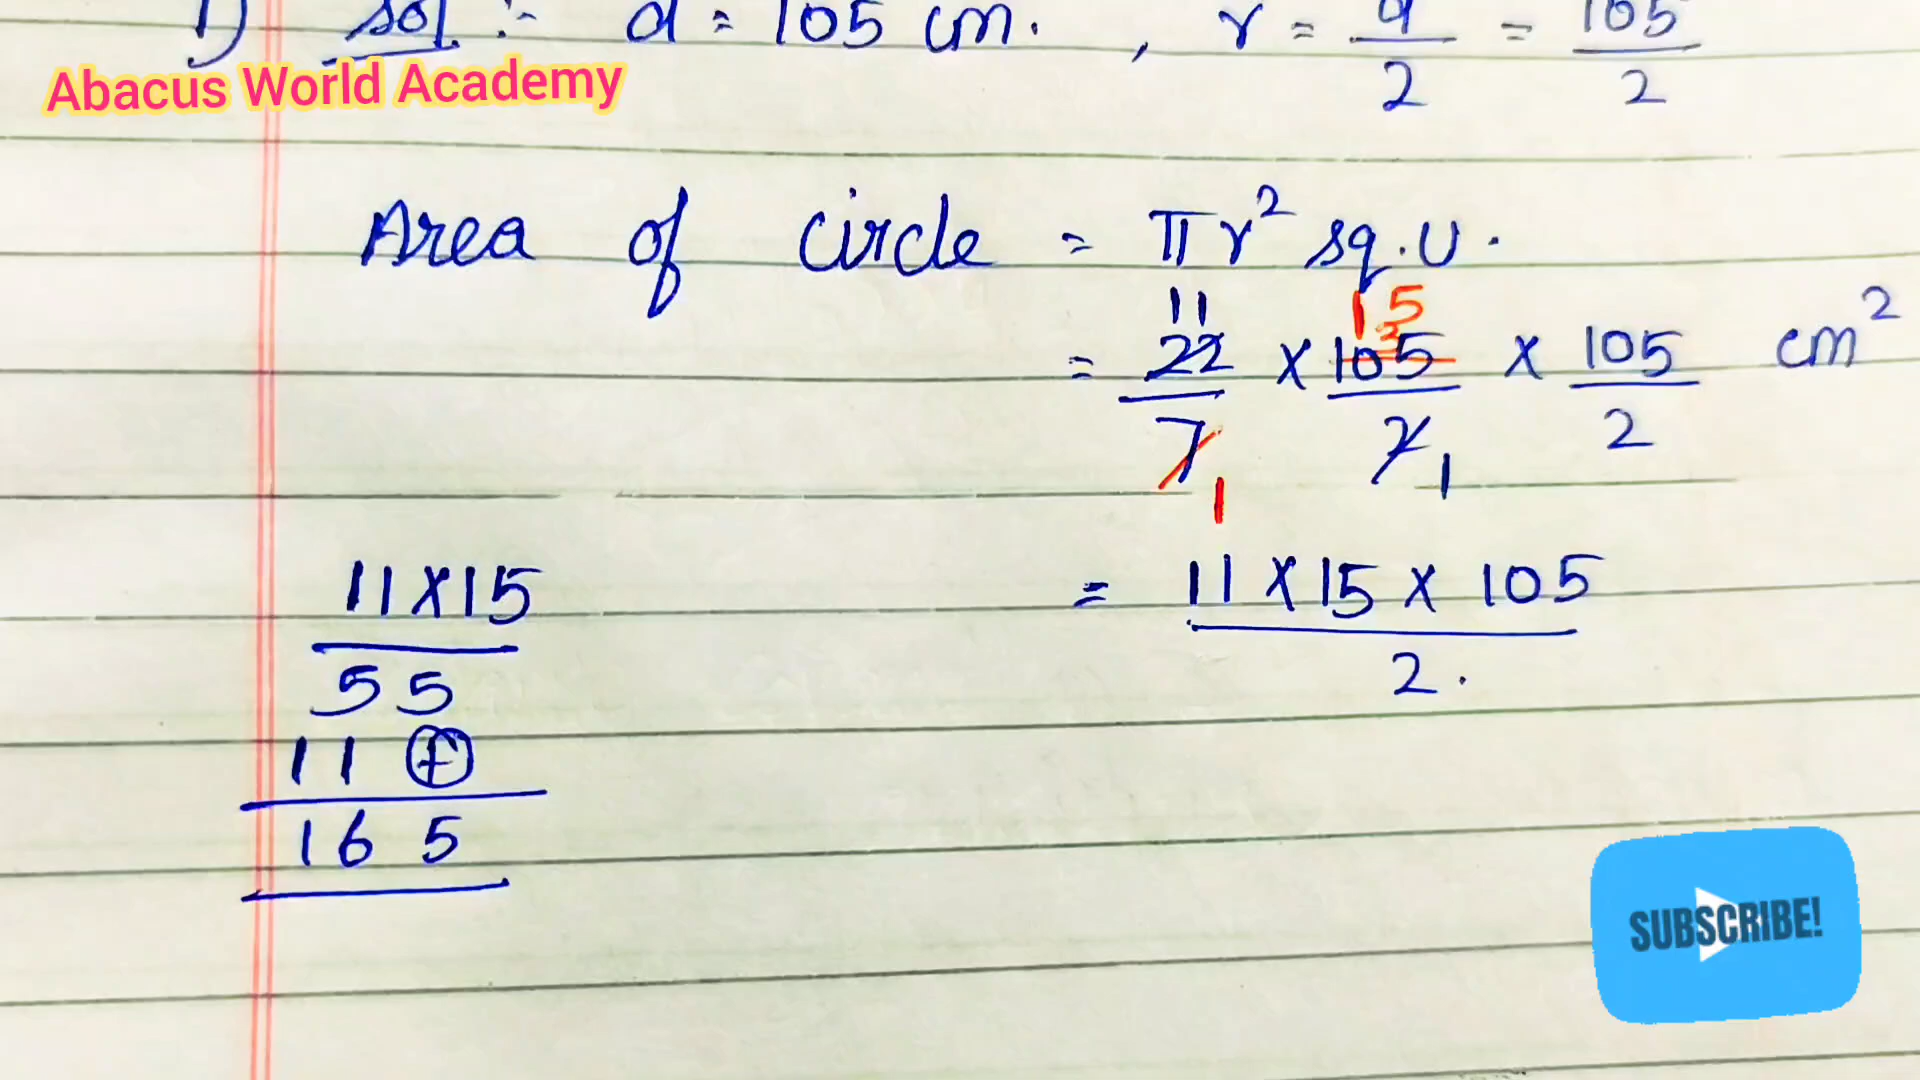 1) sol :- d = 105 cm. , r = d/2 = 105/2
Abacus World Academy
Area of circle = πr² sq.u.
= 22/7 × 105/2 × 105/2 cm²
11 15
1 1
11×15
= 11 × 15 × 105 / 2.
55
11 +
165
SUBSCRIBE!